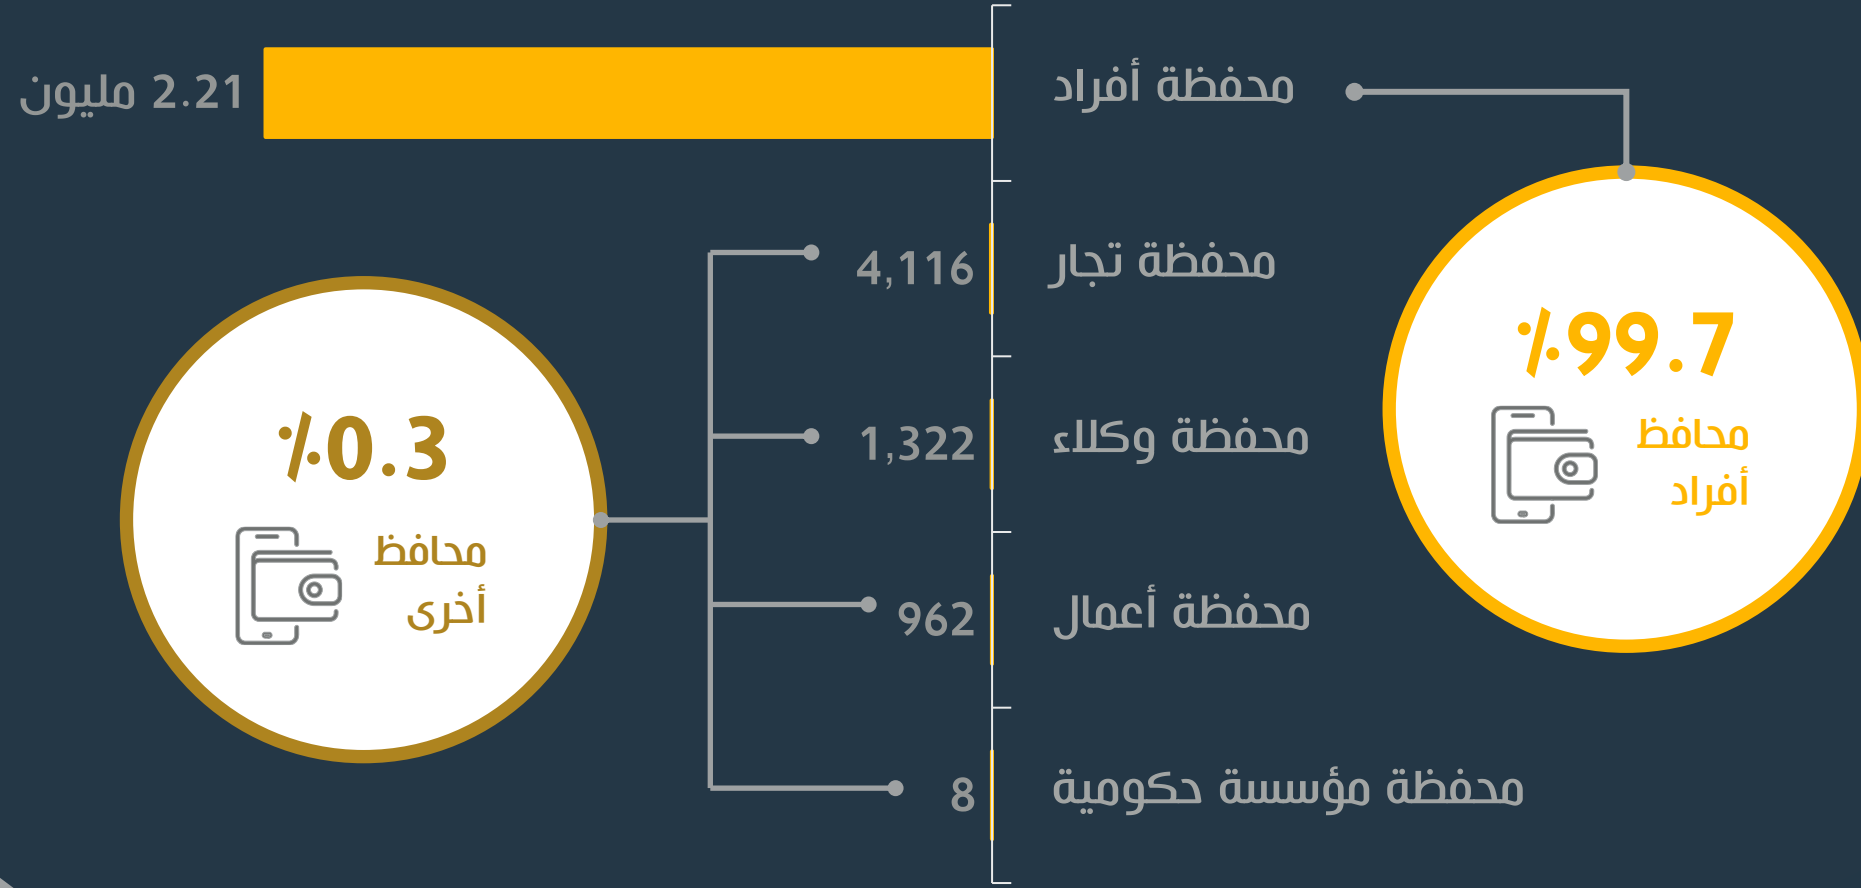 محفظة أفراد
2.21 مليون
محفظة تجار
4,116
محفظة وكلاء
1,322
محفظة أعمال
962
محفظة مؤسسة حكومية
8
٪99.7
محافظ
أفراد
٪0.3
محافظ
أخرى